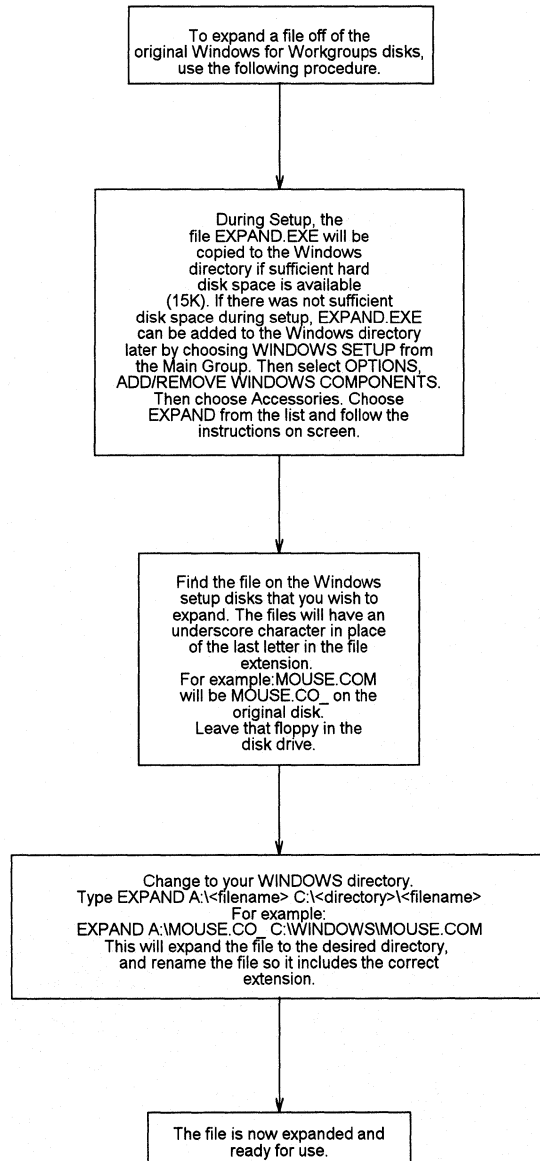 To expand a file off of the
original Windows for Workgroups disks,
use the following procedure.
During Setup, the
file EXPAND.EXE will be
copied to the Windows
directory if sufficient hard
disk space is available
(15K). If there was not sufficient
disk space during setup, EXPAND.EXE
can be added to the Windows directory
later by choosing WINDOWS SETUP from
the Main Group. Then select OPTIONS,
ADD/REMOVE WINDOWS COMPONENTS.
Then choose Accessories. Choose
EXPAND from the list and follow the
instructions on screen.
Find the file on the Windows
setup disks that you wish to
expand. The files will have an
underscore character in place
of the last letter in the file
extension.
For example:MOUSE.COM
will be MOUSE.CO_ on the
original disk.
Leave that floppy in the
disk drive.
Change to your WINDOWS directory.
Type EXPAND A:\<filename> C:\<directory>\<filename>
For example:
EXPAND A:\MOUSE.CO_ C:\WINDOWS\MOUSE.COM
This will expand the file to the desired directory,
and rename the file so it includes the correct
extension.
The file is now expanded and
ready for use.